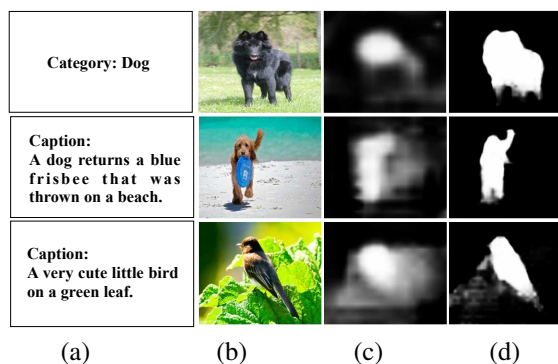 Category: Dog
Caption:
A dog returns a blue
frisbee that was
thrown on a beach.
Caption:
A very cute little bird
on a green leaf.
(a) (b) (c) (d)